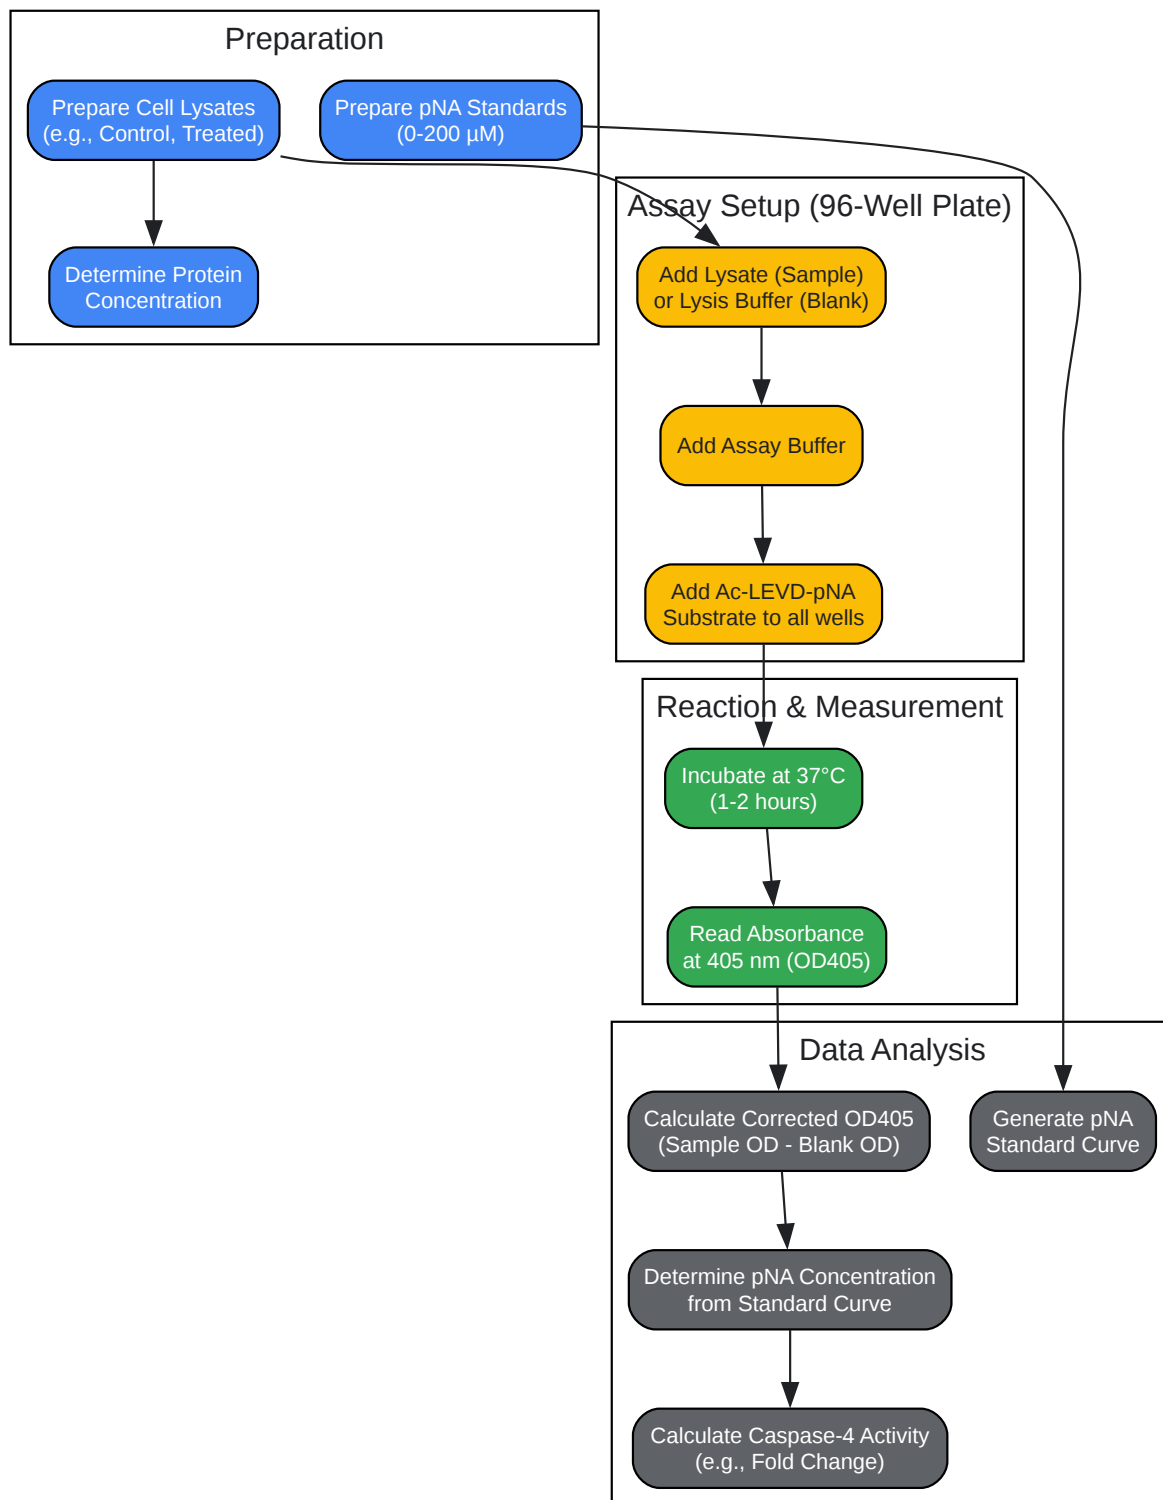 Preparation
Prepare Cell Lysates
(e.g., Control, Treated)
Prepare pNA Standards
(0-200 µM)
Determine Protein
Concentration
Assay Setup (96-Well Plate)
Add Lysate (Sample)
or Lysis Buffer (Blank)
Add Assay Buffer
Add Ac-LEVD-pNA
Substrate to all wells
Reaction & Measurement
Incubate at 37°C
(1-2 hours)
Read Absorbance
at 405 nm (OD405)
Data Analysis
Calculate Corrected OD405
(Sample OD - Blank OD)
Generate pNA
Standard Curve
Determine pNA Concentration
from Standard Curve
Calculate Caspase-4 Activity
(e.g., Fold Change)